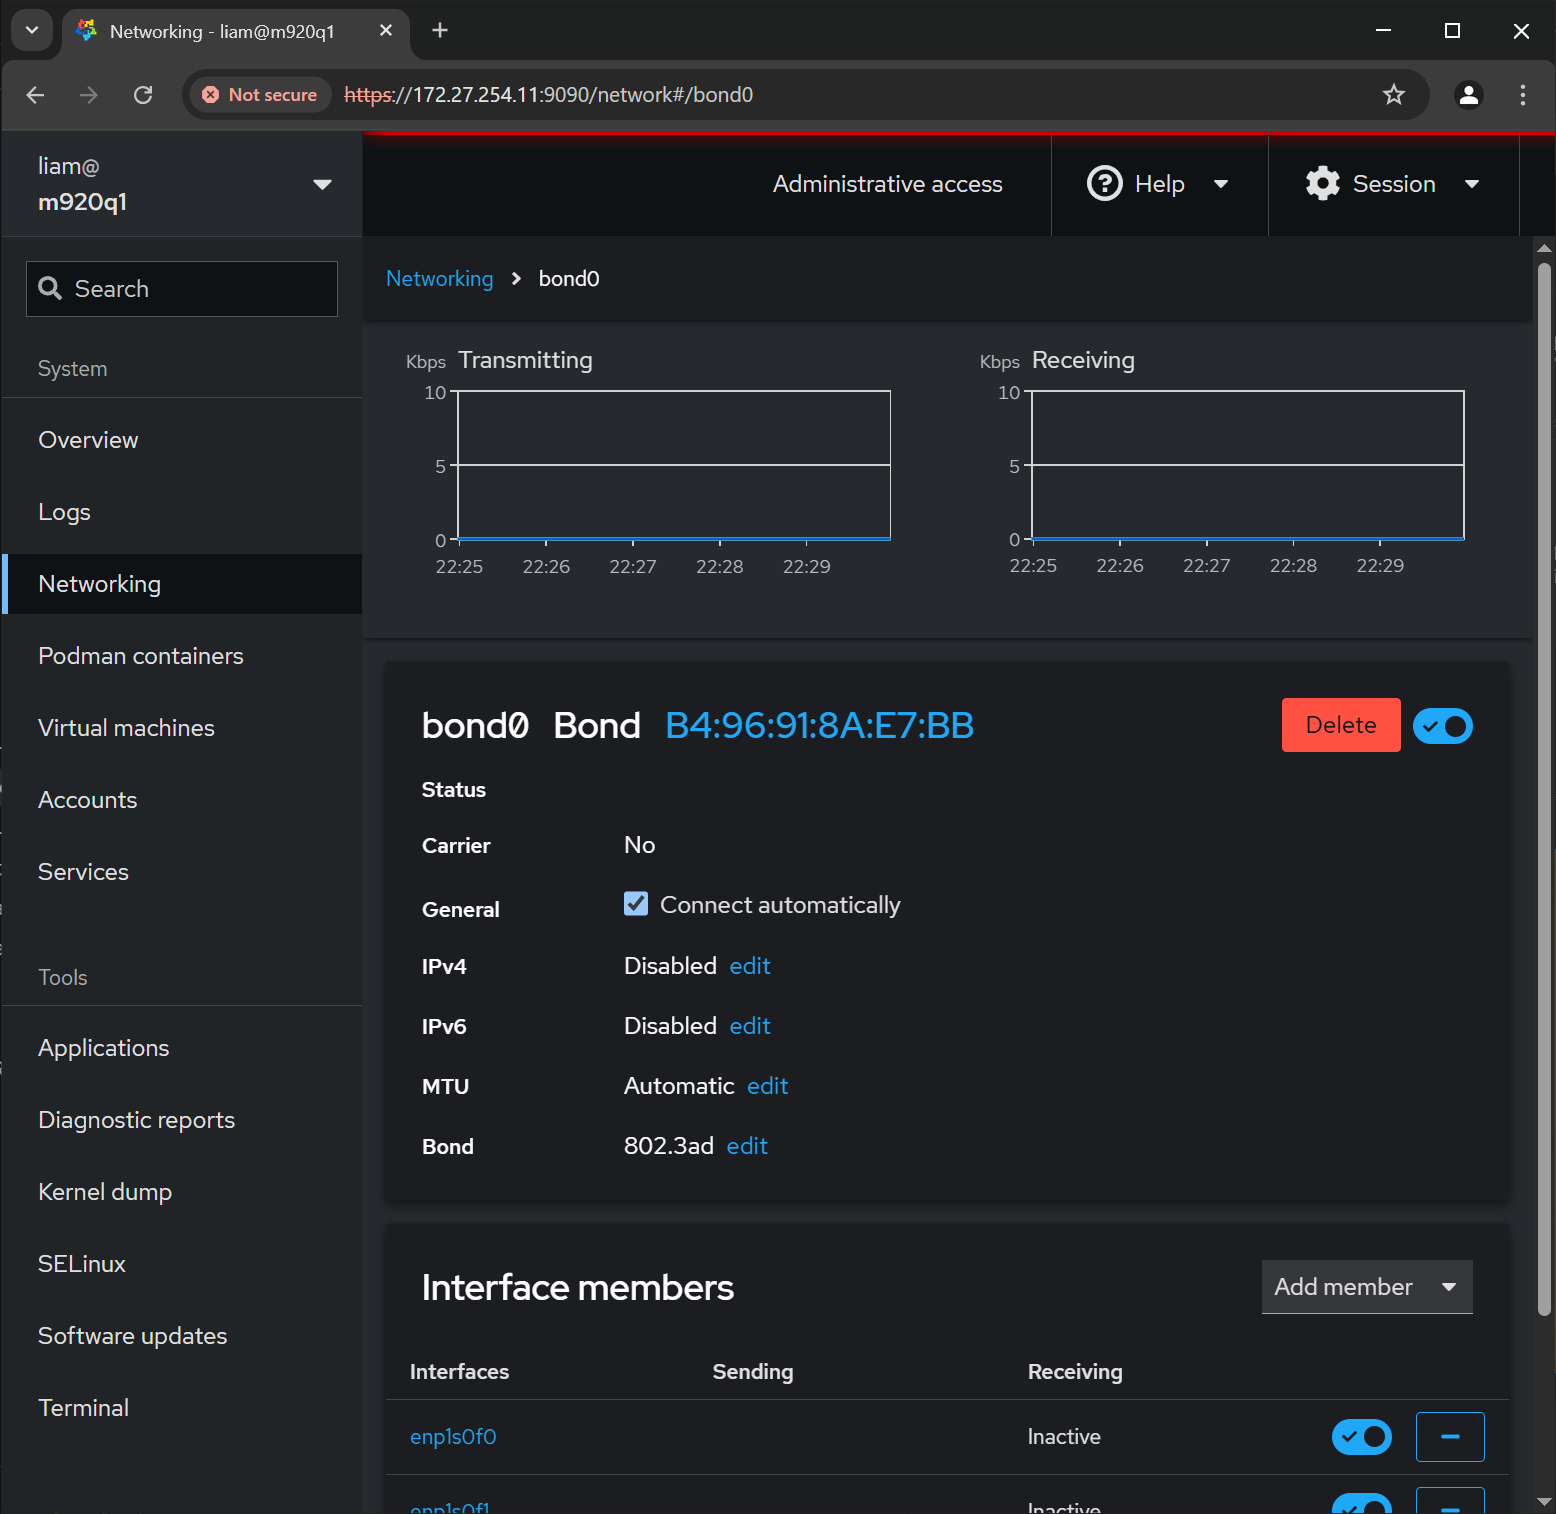 Networking - liam@m920q1
Not secure
https://172.27.254.11:9090/network#/bond0
liam@
m920q1
Administrative access
Help
Session
Search
System
Overview
Logs
Networking
Podman containers
Virtual machines
Accounts
Services
Tools
Applications
Diagnostic reports
Kernel dump
SELinux
Software updates
Terminal
Networking > bond0
Kbps Transmitting
10
5
0
22:25 22:26 22:27 22:28 22:29
Kbps Receiving
10
5
0
22:25 22:26 22:27 22:28 22:29
bond0 Bond B4:96:91:8A:E7:BB
Delete
Status
Carrier No
General Connect automatically
IPv4 Disabled edit
IPv6 Disabled edit
MTU Automatic edit
Bond 802.3ad edit
Interface members
Add member
Interfaces Sending Receiving
enp1s0f0 Inactive
enp1s0f1 Inactive